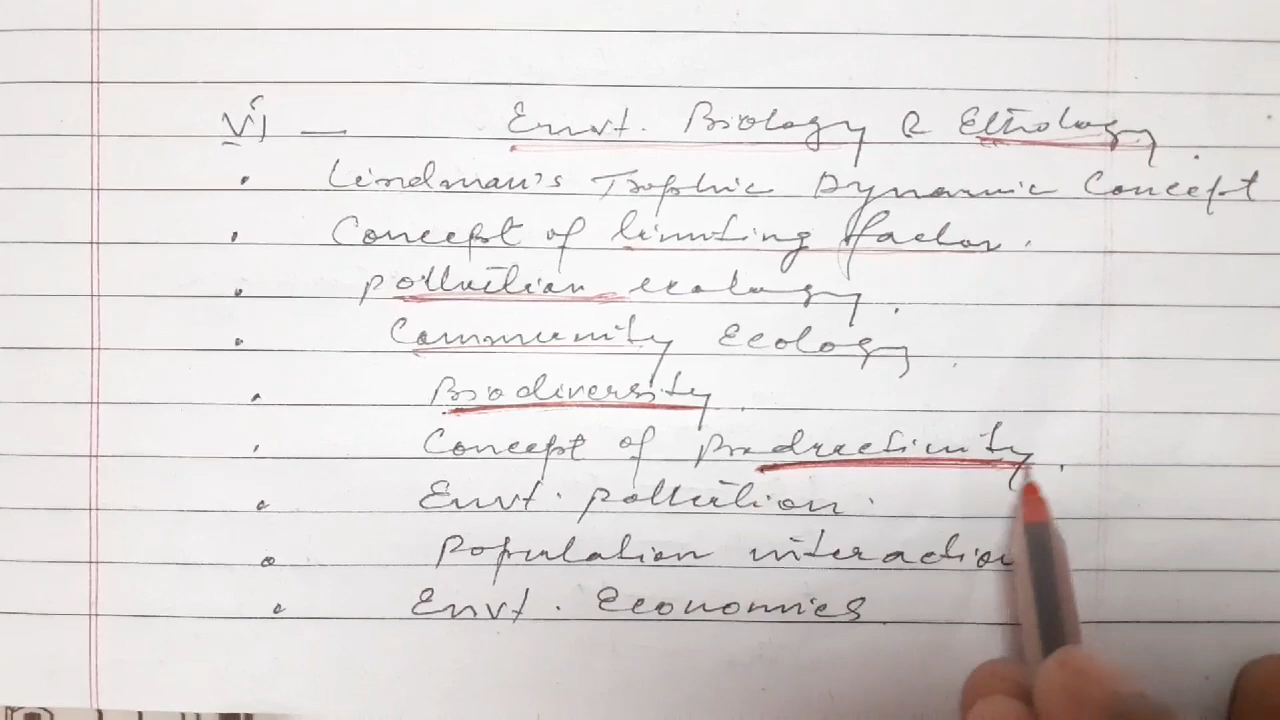 VI — Envt. Biology & Ethology.
• Lindman's Trophic Dynamic Concept
• Concept of limiting factor.
• Pollution ecology.
• Community Ecology.
• Biodiversity.
• Concept of Productivity.
• Envt. pollution.
• Population interaction
• Envt. Economics